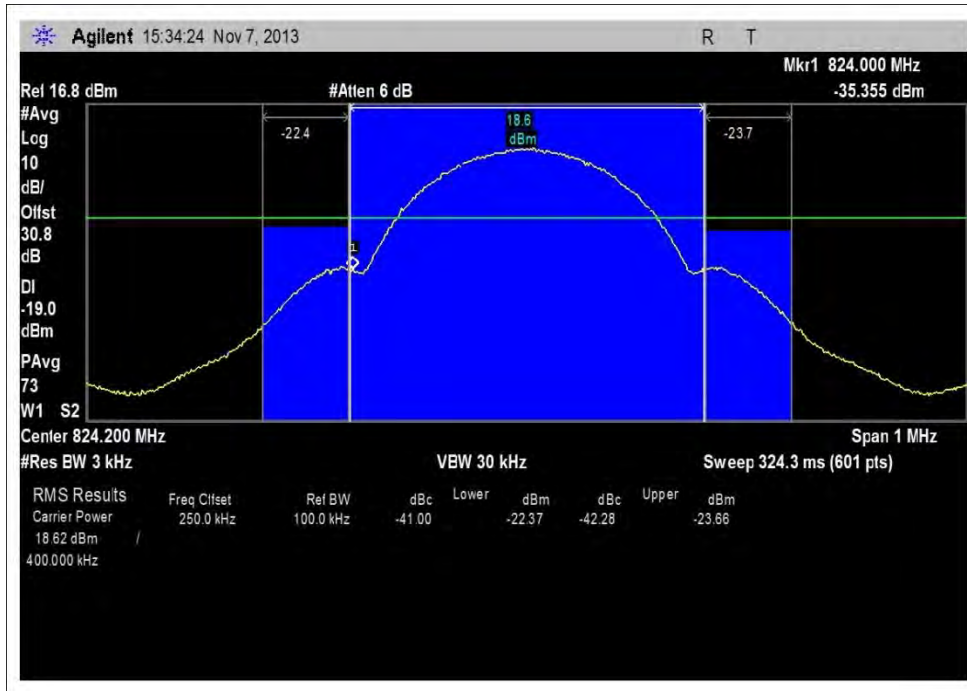 Agilent 15:34:24 Nov 7, 2013 R T
Mkr1 824.000 MHz
Ref 16.8 dBm #Atten 6 dB -35.355 dBm
#Avg
Log
10
dB/
Offst
30.8
dB
DI
-19.0
dBm
PAvg
73
W1 S2
-22.4
18.6
dBm
-23.7
1
Center 824.200 MHz Span 1 MHz
#Res BW 3 kHz VBW 30 kHz Sweep 324.3 ms (601 pts)
RMS Results Freq Offset Ref BW dBc Lower dBm dBc Upper dBm
Carrier Power 250.0 kHz 100.0 kHz -41.00 -22.37 -42.28 -23.66
18.62 dBm /
400.000 kHz